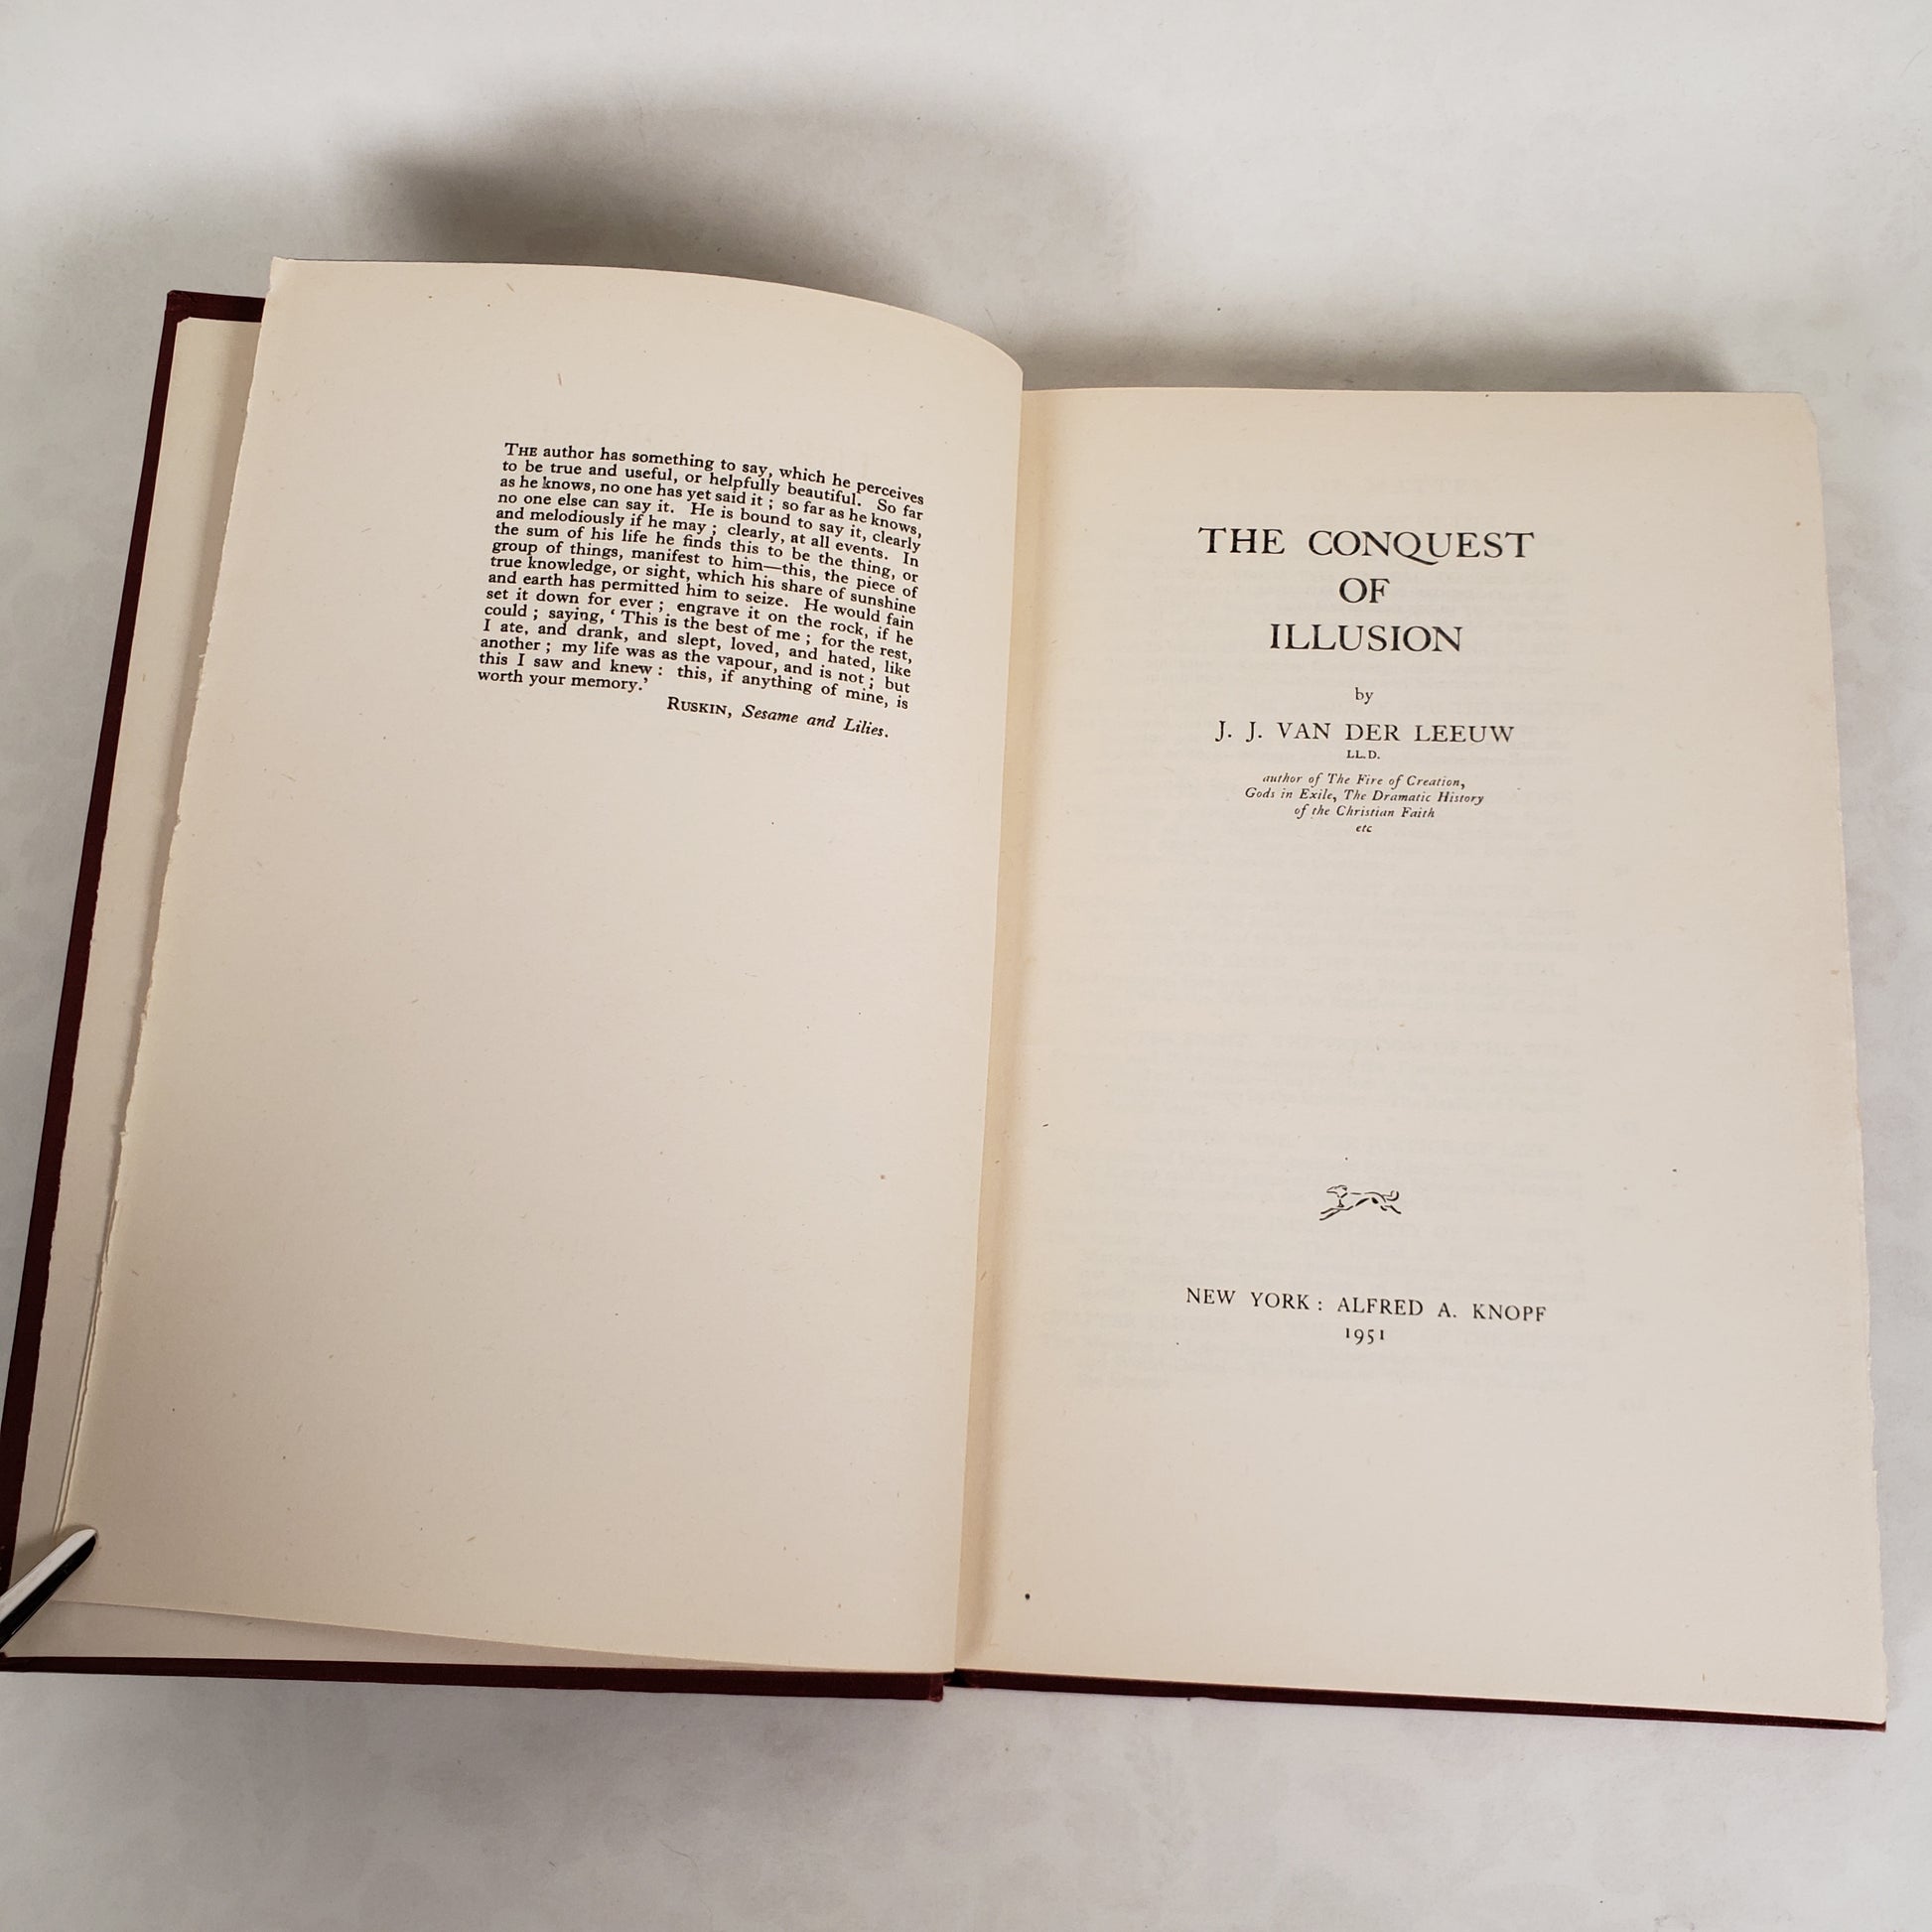 THE author has something to say, which he perceives
to be true and useful, or helpfully beautiful. So far
as he knows, no one has yet said it ; so far as he knows,
no one else can say it. He is bound to say it, clearly
and melodiously if he may ; clearly, at all events. In
the sum of his life he finds this to be the thing, or
group of things, manifest to him—this, the piece of
true knowledge, or sight, which his share of sunshine
and earth has permitted him to seize. He would fain
set it down for ever ; engrave it on the rock, if he
could ; saying, ‘ This is the best of me ; for the rest,
I ate, and drank, and slept, loved, and hated, like
another ; my life was as the vapour, and is not ; but
this I saw and knew : this, if anything of mine, is
worth your memory.’
RUSKIN, Sesame and Lilies.
THE CONQUEST
OF
ILLUSION
by
J. J. VAN DER LEEUW
LL.D.
author of The Fire of Creation,
Gods in Exile, The Dramatic History
of the Christian Faith
etc
NEW YORK : ALFRED A. KNOPF
1951